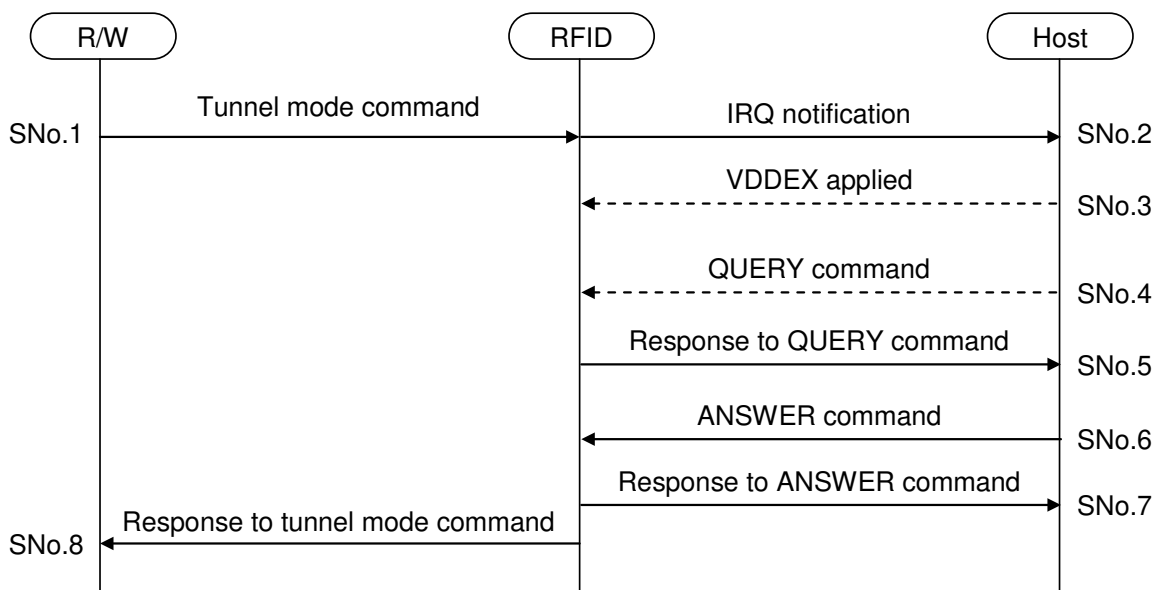 R/W
RFID
Host
Tunnel mode command
IRQ notification
SNo.1
SNo.2
VDDEX applied
SNo.3
QUERY command
SNo.4
Response to QUERY command
SNo.5
ANSWER command
SNo.6
Response to ANSWER command
SNo.7
Response to tunnel mode command
SNo.8